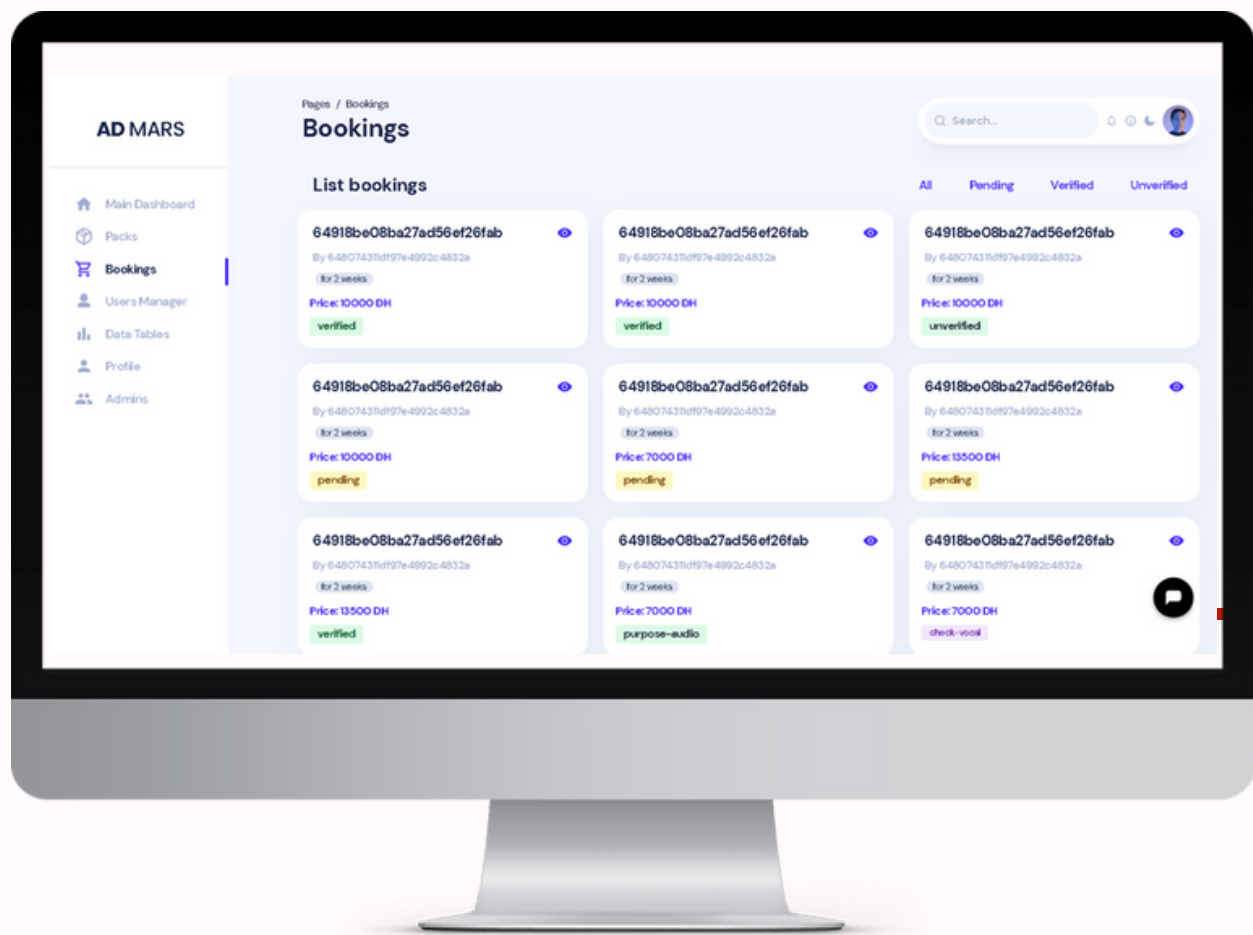 Pages / Bookings
Bookings
Search...
AD MARS
Main Dashboard
Packs
Bookings
Users Manager
Data Tables
Profile
Admins
List bookings
All Pending Verified Unverified
64918be08ba27ad56ef26fab
By 648074311df97e4992c4832a
for 2 weeks
Price: 10000 DH
verified
64918be08ba27ad56ef26fab
By 648074311df97e4992c4832a
for 2 weeks
Price: 10000 DH
verified
64918be08ba27ad56ef26fab
By 648074311df97e4992c4832a
for 2 weeks
Price: 10000 DH
unverified
64918be08ba27ad56ef26fab
By 648074311df97e4992c4832a
for 2 weeks
Price: 10000 DH
pending
64918be08ba27ad56ef26fab
By 648074311df97e4992c4832a
for 2 weeks
Price: 7000 DH
pending
64918be08ba27ad56ef26fab
By 648074311df97e4992c4832a
for 2 weeks
Price: 13500 DH
pending
64918be08ba27ad56ef26fab
By 648074311df97e4992c4832a
for 2 weeks
Price: 13500 DH
verified
64918be08ba27ad56ef26fab
By 648074311df97e4992c4832a
for 2 weeks
Price: 7000 DH
purpose-audio
64918be08ba27ad56ef26fab
By 648074311df97e4992c4832a
for 2 weeks
Price: 7000 DH
check-vocal